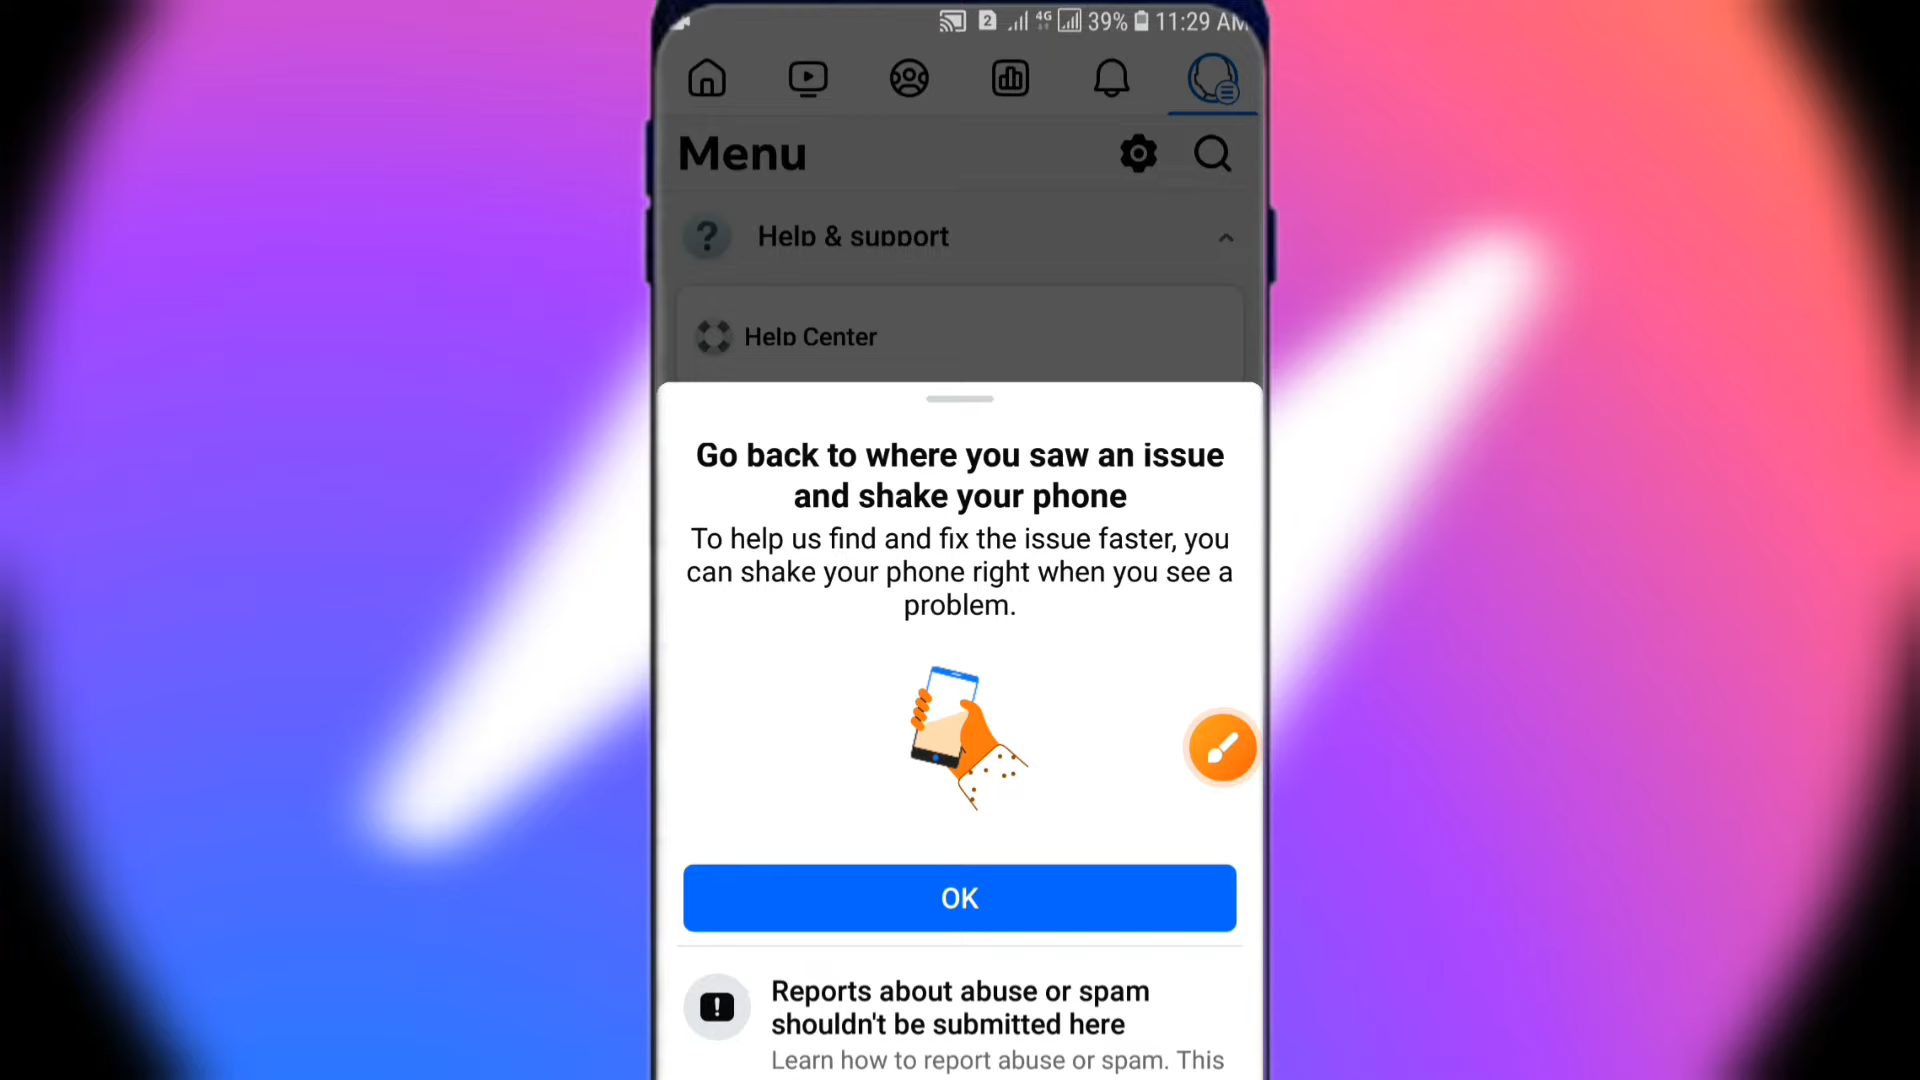 2 4G 39% 11:29 AM
Menu
? Help & support
Help Center
Go back to where you saw an issue
and shake your phone
To help us find and fix the issue faster, you
can shake your phone right when you see a
problem.
OK
Reports about abuse or spam
shouldn't be submitted here
Learn how to report abuse or spam. This